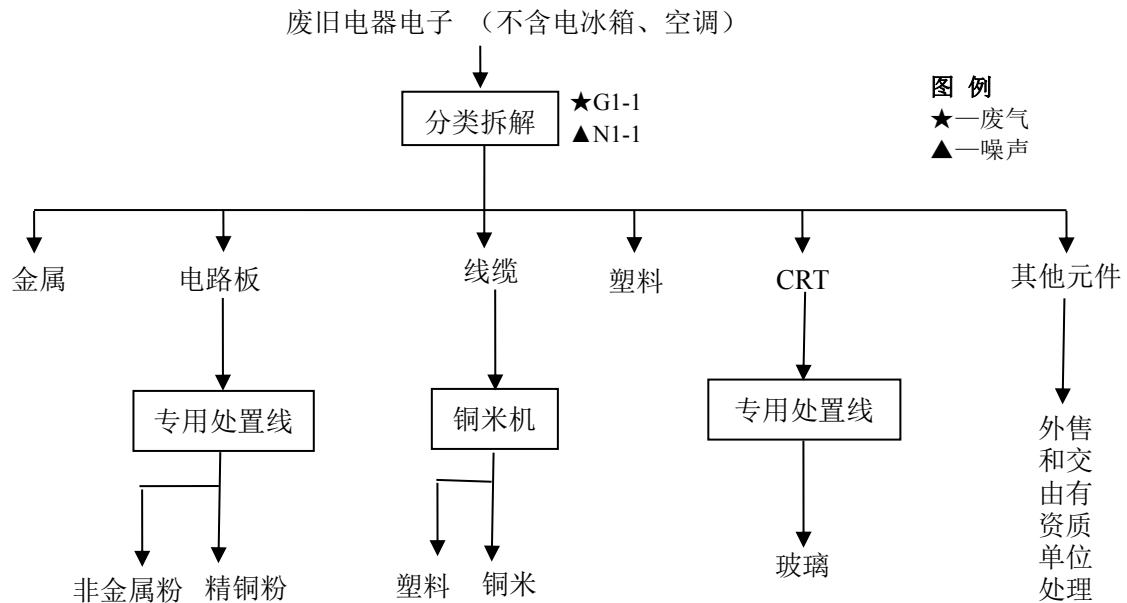 废旧电器电子 （不含电冰箱、空调）
分类拆解
★G1-1
▲N1-1
图 例
★—废气
▲—噪声
金属
电路板
线缆
塑料
CRT
其他元件
专用处置线
铜米机
专用处置线
外售
和交
由有
资质
单位
处理
非金属粉
精铜粉
塑料
铜米
玻璃